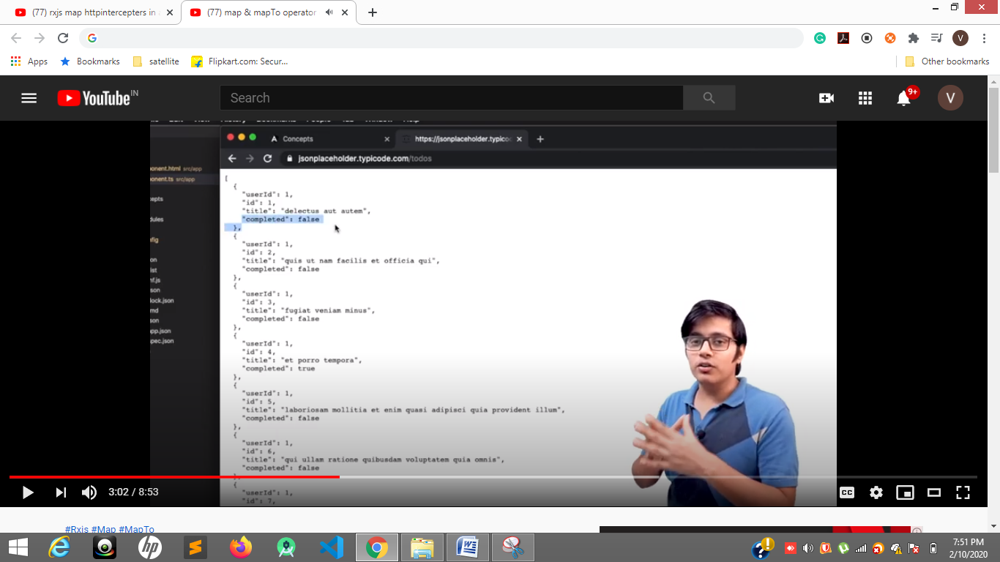 (77) rxjs map httpintercepters in
(77) map & mapTo operator
Apps
Bookmarks
satellite
Flipkart.com: Secur...
Other bookmarks
V
YouTube IN
Search
9+
V
Concepts
https://jsonplaceholder.typico
jsonplaceholder.typicode.com/todos
ponent.html src/app
ponent.ts src/app
cepts
dules
nfig
on
ist
nf.js
son
lock.json
md
son
pp.json
pec.json
[
{
"userId": 1,
"id": 1,
"title": "delectus aut autem",
"completed": false
},
{
"userId": 1,
"id": 2,
"title": "quis ut nam facilis et officia qui",
"completed": false
},
{
"userId": 1,
"id": 3,
"title": "fugiat veniam minus",
"completed": false
},
{
"userId": 1,
"id": 4,
"title": "et porro tempora",
"completed": true
},
{
"userId": 1,
"id": 5,
"title": "laboriosam mollitia et enim quasi adipisci quia provident illum",
"completed": false
},
{
"userId": 1,
"id": 6,
"title": "qui ullam ratione quibusdam voluptatem quia omnis",
"completed": false
},
{
"userId": 1,
"id": 7,
3:02 / 8:53
CC
#Rxjs #Map #MapTo
7:51 PM
2/10/2020